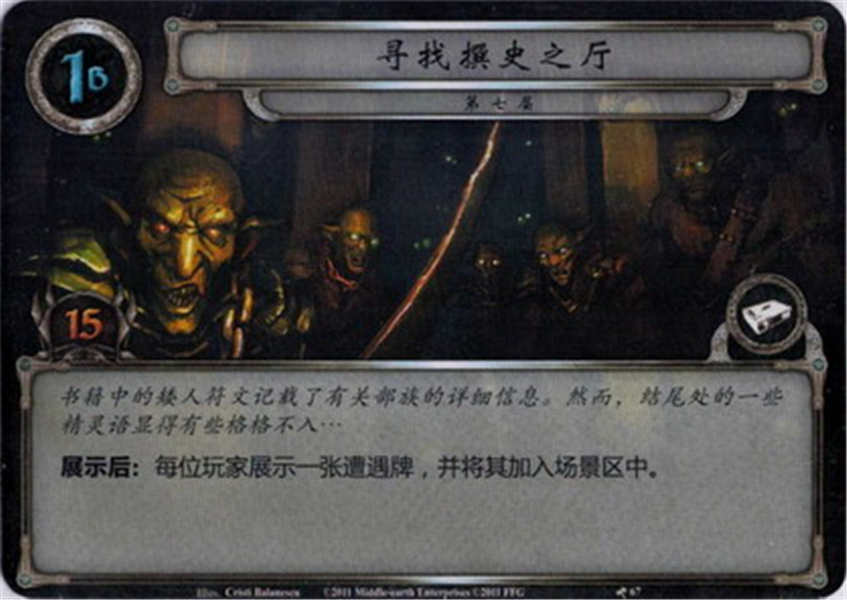 1B
寻找撰史之厅
第七层
15
书籍中的矮人符文记载了有关部族的详细信息。然而，结尾处的一些
精灵语显得有些格格不入…
展示后：每位玩家展示一张遭遇牌，并将其加入场景区中。
Illus. Cristi Balanescu ©2011 Middle-earth Enterprises ©2011 FFG 67